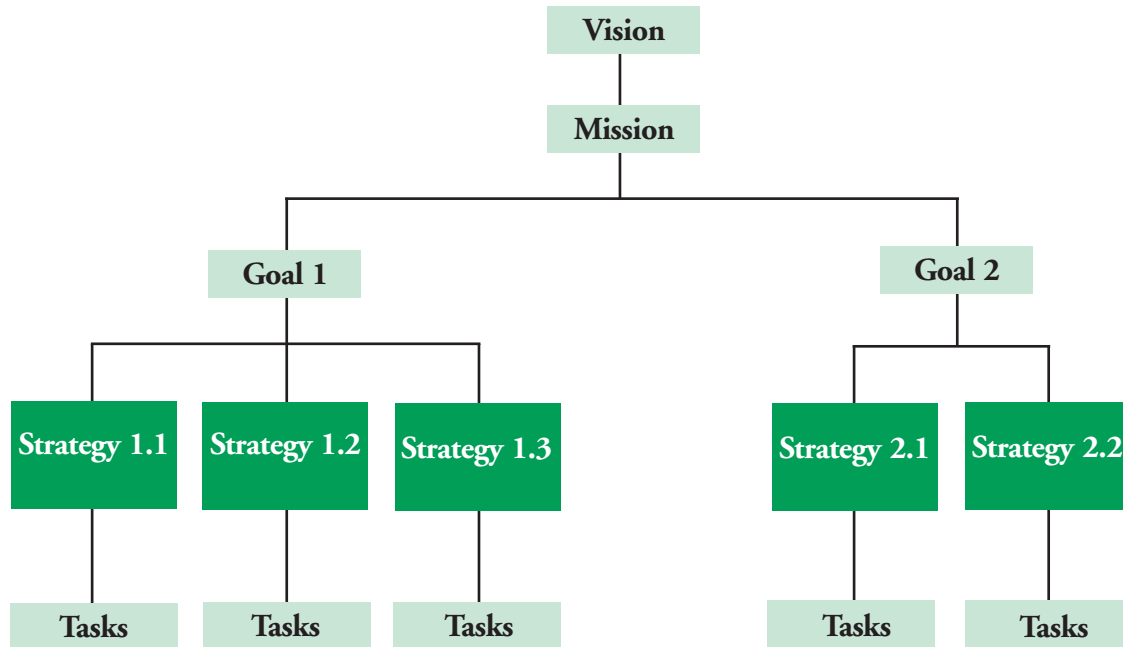 Vision
Mission
Goal 1
Goal 2
Strategy 1.1
Strategy 1.2
Strategy 1.3
Strategy 2.1
Strategy 2.2
Tasks
Tasks
Tasks
Tasks
Tasks